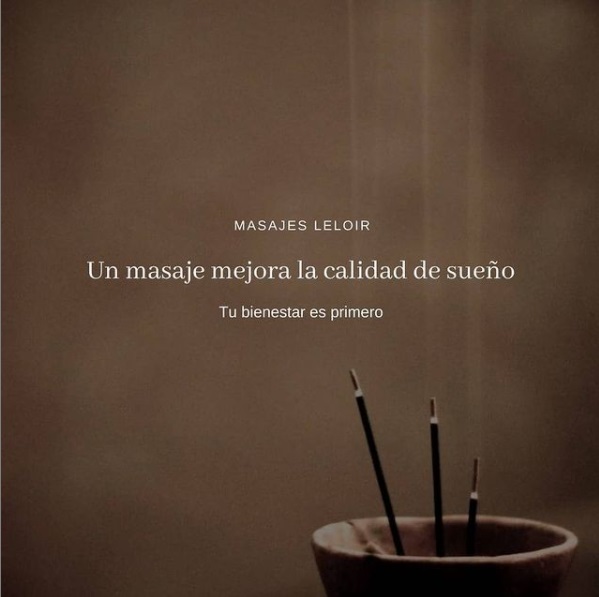 MASAJES LELOIR
Un masaje mejora la calidad de sueño
Tu bienestar es primero